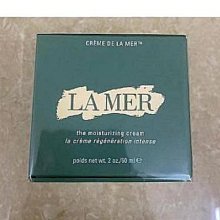 CRÈME DE LA MER™
LA MER
the moisturizing cream
la crème régénération intense
poids net wt. 2 oz./60 ml ℮